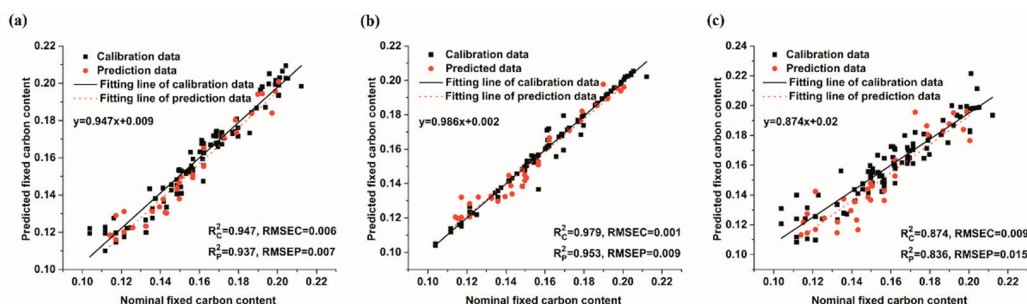 (a)
0.22
0.20
0.18
0.16
0.14
0.12
0.10
Predicted fixed carbon content
Calibration data
Prediction data
Fitting line of calibration data
Fitting line of prediction data
y=0.947x+0.009
R²C=0.947, RMSEC=0.006
R²P=0.937, RMSEP=0.007
0.10 0.12 0.14 0.16 0.18 0.20 0.22
Nominal fixed carbon content
(b)
0.22
0.20
0.18
0.16
0.14
0.12
0.10
Predicted fixed carbon content
Calibration data
Predicted data
Fitting line of calibration data
Fitting line of prediction data
y=0.986x+0.002
R²C=0.979, RMSEC=0.001
R²P=0.953, RMSEP=0.009
0.10 0.12 0.14 0.16 0.18 0.20 0.22
Nominal fixed carbon content
(c)
0.24
0.22
0.20
0.18
0.16
0.14
0.12
0.10
Predicted fixed carbon content
Calibration data
Prediction data
Fitting line of calibration data
Fitting line of prediction data
y=0.874x+0.02
R²C=0.874, RMSEC=0.009
R²P=0.836, RMSEP=0.015
0.10 0.12 0.14 0.16 0.18 0.20 0.22
Nominal fixed carbon content